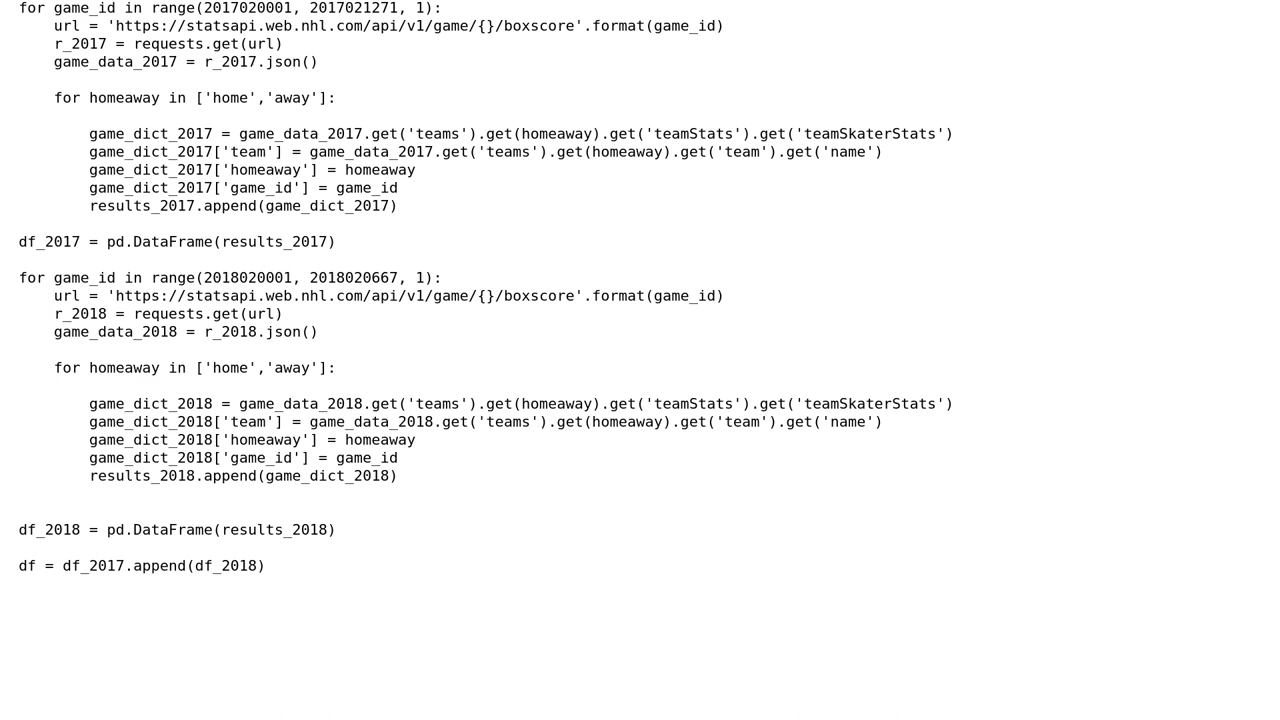 for game_id in range(2017020001, 2017021271, 1):
    url = 'https://statsapi.web.nhl.com/api/v1/game/{}/boxscore'.format(game_id)
    r_2017 = requests.get(url)
    game_data_2017 = r_2017.json()

    for homeaway in ['home','away']:

        game_dict_2017 = game_data_2017.get('teams').get(homeaway).get('teamStats').get('teamSkaterStats')
        game_dict_2017['team'] = game_data_2017.get('teams').get(homeaway).get('team').get('name')
        game_dict_2017['homeaway'] = homeaway
        game_dict_2017['game_id'] = game_id
        results_2017.append(game_dict_2017)

df_2017 = pd.DataFrame(results_2017)

for game_id in range(2018020001, 2018020667, 1):
    url = 'https://statsapi.web.nhl.com/api/v1/game/{}/boxscore'.format(game_id)
    r_2018 = requests.get(url)
    game_data_2018 = r_2018.json()

    for homeaway in ['home','away']:

        game_dict_2018 = game_data_2018.get('teams').get(homeaway).get('teamStats').get('teamSkaterStats')
        game_dict_2018['team'] = game_data_2018.get('teams').get(homeaway).get('team').get('name')
        game_dict_2018['homeaway'] = homeaway
        game_dict_2018['game_id'] = game_id
        results_2018.append(game_dict_2018)


df_2018 = pd.DataFrame(results_2018)

df = df_2017.append(df_2018)